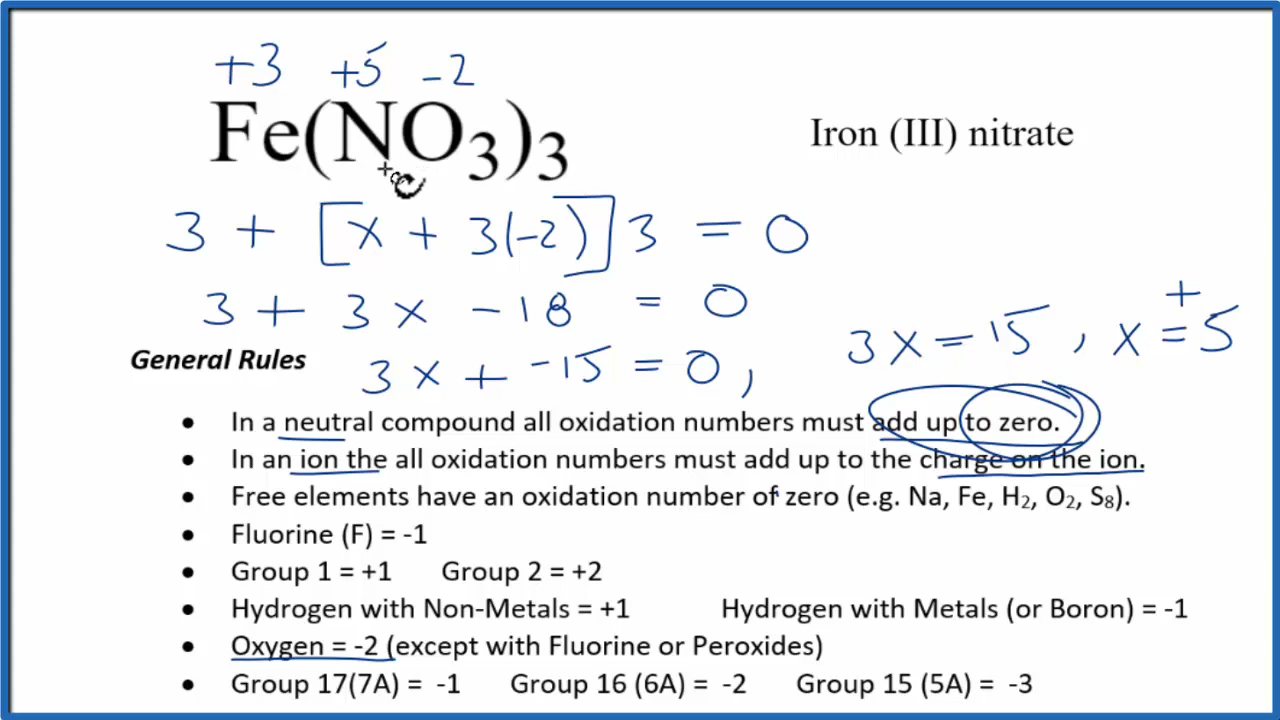 +3 +5 -2
Fe(NO₃)₃
Iron (III) nitrate
3 + [x + 3(-2)]3 = 0
3 + 3x - 18 = 0
3x + -15 = 0,
3x = 15, x = +5
General Rules
• In a neutral compound all oxidation numbers must add up to zero.
• In an ion the all oxidation numbers must add up to the charge on the ion.
• Free elements have an oxidation number of zero (e.g. Na, Fe, H₂, O₂, S₈).
• Fluorine (F) = -1
• Group 1 = +1 Group 2 = +2
• Hydrogen with Non-Metals = +1 Hydrogen with Metals (or Boron) = -1
• Oxygen = -2 (except with Fluorine or Peroxides)
• Group 17(7A) = -1 Group 16 (6A) = -2 Group 15 (5A) = -3